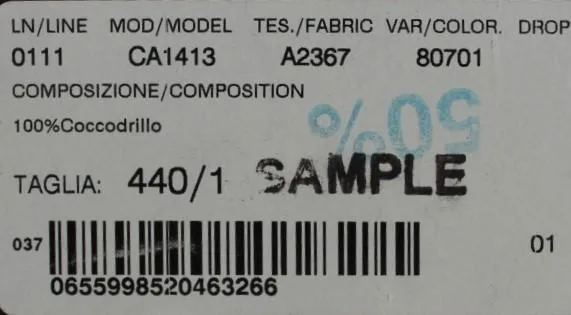 LN/LINE MOD/MODEL TES./FABRIC VAR/COLOR. DROP
0111 CA1413 A2367 80701
COMPOSIZIONE/COMPOSITION
50%
100%Coccodrillo
TAGLIA: 440/1 SAMPLE
037 01
0655998520463266